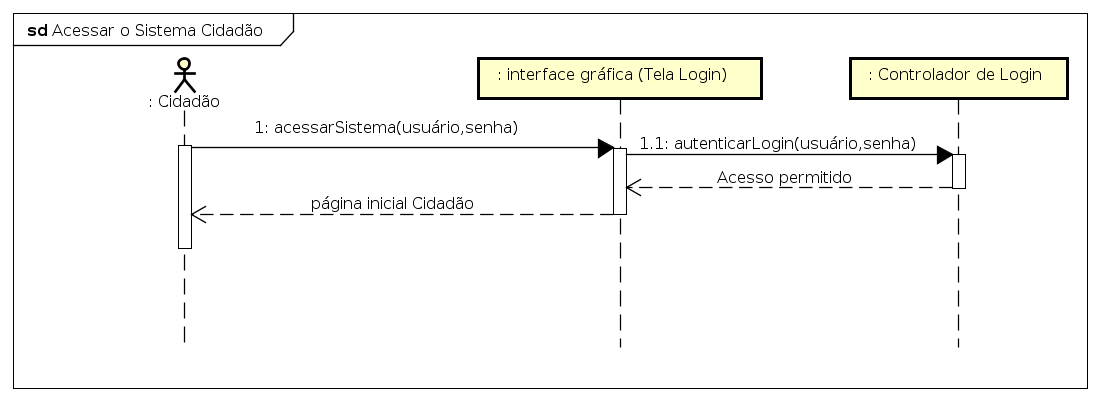 sd Acessar o Sistema Cidadão
: Cidadão
: interface gráfica (Tela Login)
: Controlador de Login
1: acessarSistema(usuário,senha)
1.1: autenticarLogin(usuário,senha)
Acesso permitido
página inicial Cidadão